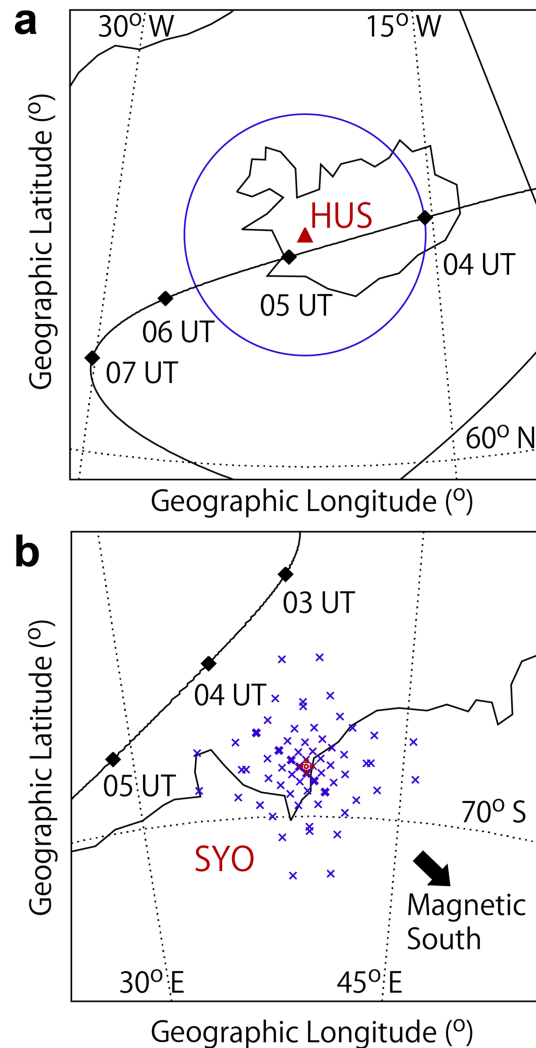 a
30° W
15° W
HUS
04 UT
05 UT
06 UT
07 UT
60° N
Geographic Latitude (°)
Geographic Longitude (°)
b
03 UT
04 UT
05 UT
70° S
SYO
Magnetic
South
30° E
45° E
Geographic Latitude (°)
Geographic Longitude (°)